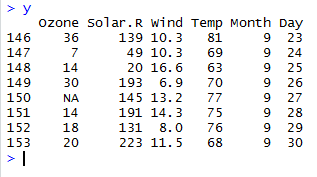 > y
Ozone Solar.R Wind Temp Month Day
146 36 139 10.3 81 9 23
147 7 49 10.3 69 9 24
148 14 20 16.6 63 9 25
149 30 193 6.9 70 9 26
150 NA 145 13.2 77 9 27
151 14 191 14.3 75 9 28
152 18 131 8.0 76 9 29
153 20 223 11.5 68 9 30
>